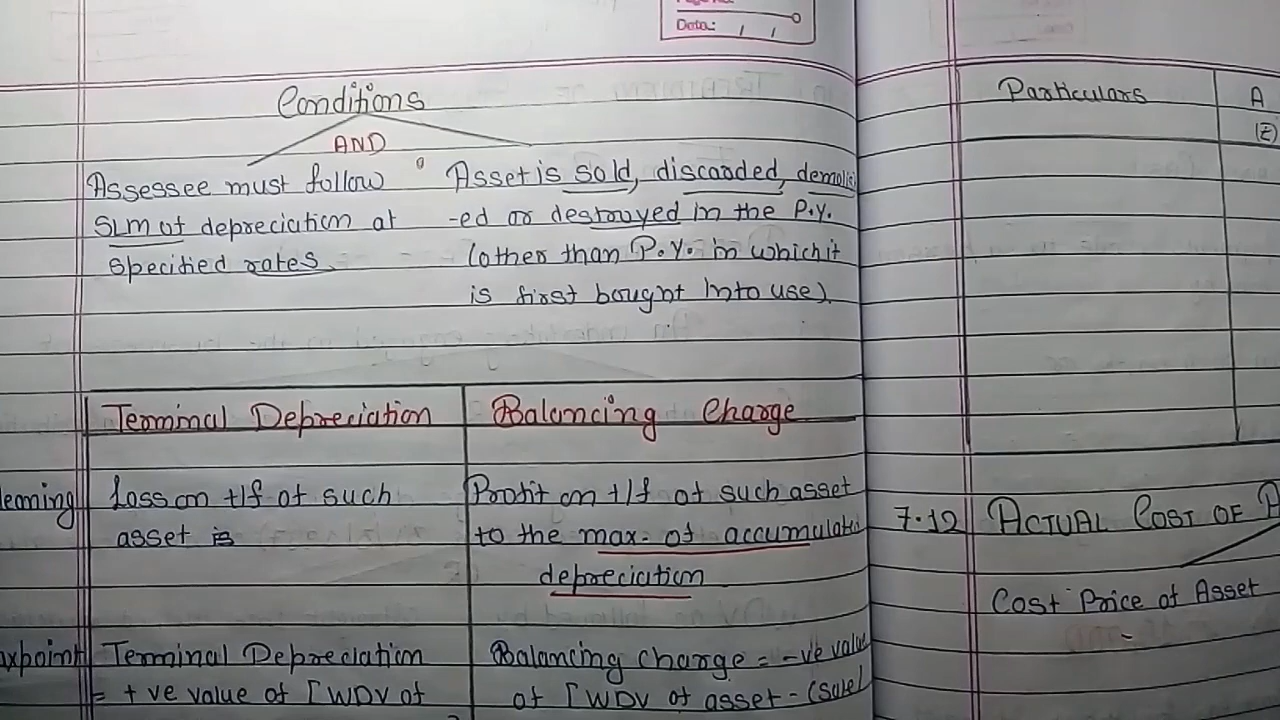 Date: / /
Conditions
AND
Assessee must follow
SLM of depreciation at
specified rates.
Asset is sold, discarded, demolish
-ed or destroyed in the P.Y.
(other than P.Y. in which it
is first bought into use).
Terminal Depreciation
Balancing Charge
Loss on t/f of such
asset is
Profit on t/f of such asset
to the max. of accumulated
depreciation
Terminal Depreciation
= +ve value of [WDV of
Balancing charge = -ve value
of [WDV of asset - (Sale)
Particulars
A
(₹)
7.12 ACTUAL COST OF A
Cost Price of Asset
-